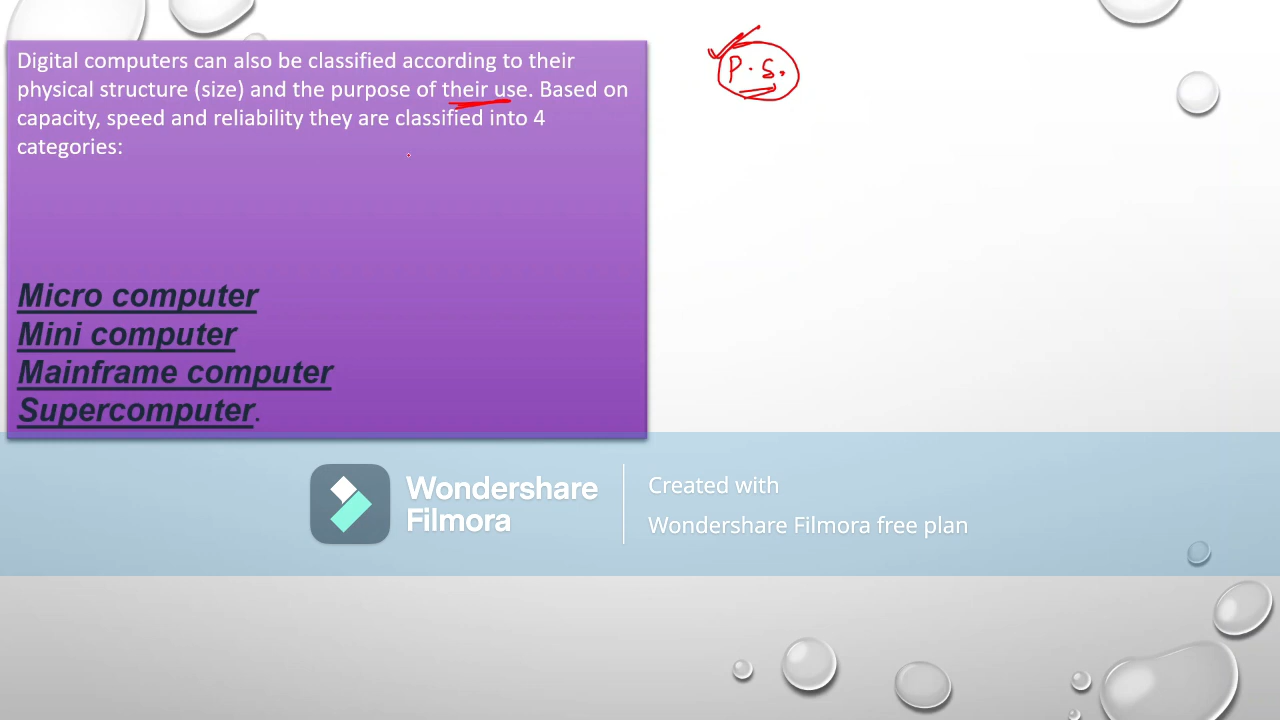 Digital computers can also be classified according to their
physical structure (size) and the purpose of their use. Based on
capacity, speed and reliability they are classified into 4
categories:
P. S.
Micro computer
Mini computer
Mainframe computer
Supercomputer.
Wondershare
Filmora
Created with
Wondershare Filmora free plan